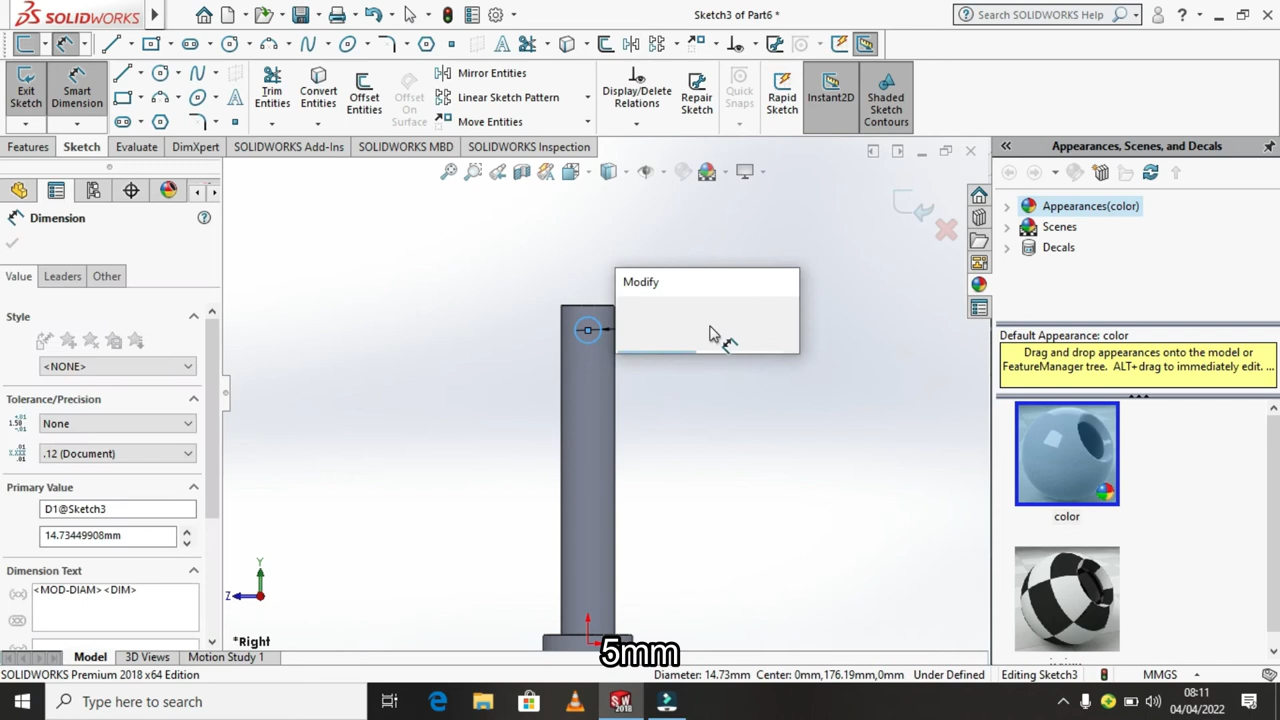 SOLIDWORKS
Sketch3 of Part6 *
Search SOLIDWORKS Help
Exit Sketch
Smart Dimension
Trim Entities
Convert Entities
Offset Entities
Offset On Surface
Mirror Entities
Linear Sketch Pattern
Move Entities
Display/Delete Relations
Repair Sketch
Quick Snaps
Rapid Sketch
Instant2D
Shaded Sketch Contours
Features
Sketch
Evaluate
DimXpert
SOLIDWORKS Add-Ins
SOLIDWORKS MBD
SOLIDWORKS Inspection
Appearances, Scenes, and Decals
Dimension
Value
Leaders
Other
Style
<NONE>
Tolerance/Precision
None
.12 (Document)
Primary Value
D1@Sketch3
14.73449908mm
Dimension Text
<MOD-DIAM><DIM>
Modify
Y
Z
*Right
5mm
Appearances(color)
Scenes
Decals
Default Appearance: color
Drag and drop appearances onto the model or
FeatureManager tree. ALT+drag to immediately edit. ...
color
Model
3D Views
Motion Study 1
SOLIDWORKS Premium 2018 x64 Edition
Diameter: 14.73mm Center: 0mm,176.19mm,0mm
Under Defined
Editing Sketch3
MMGS
Type here to search
08:11
04/04/2022